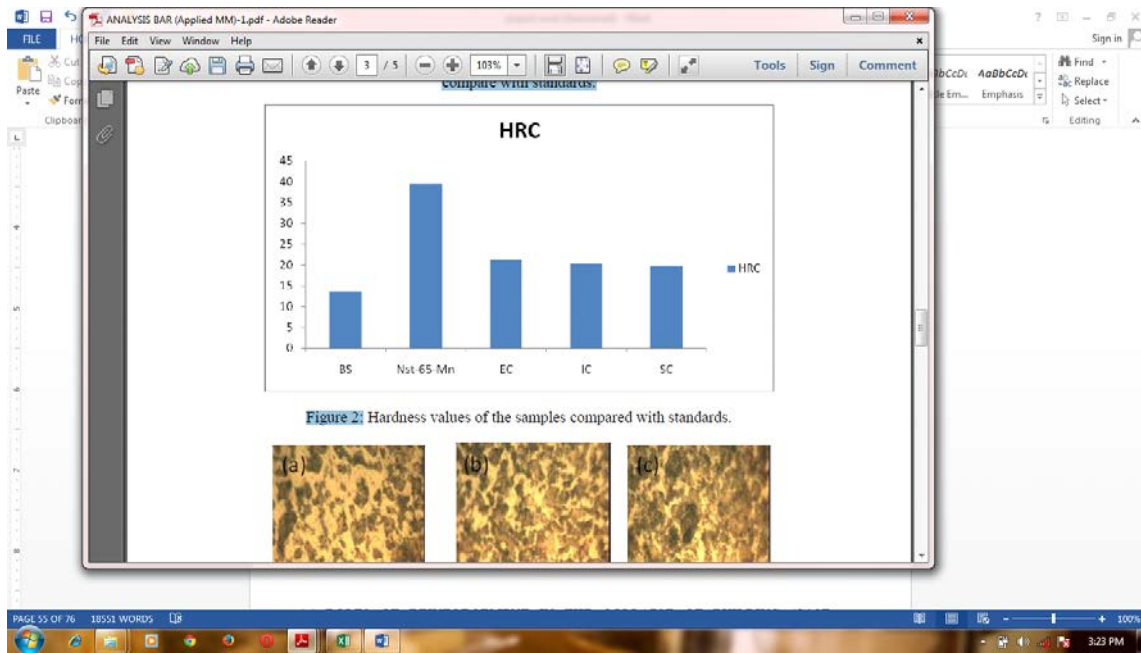 ANALYSIS BAR (Applied MM)-1.pdf - Adobe Reader
? 
FILE
File Edit View Window Help
Sign in
Cut
Paste
Clipboar
3 / 5
103%
Tools Sign Comment
AaBbCcDc
Emphasis
Find
Replace
Select
Editing
compare with standards.
HRC
45
40
35
30
25
20
15
10
5
0
BS Nst-65-Mn EC IC SC
HRC
Figure 2: Hardness values of the samples compared with standards.
(a) (b) (c)
PAGE 55 OF 76 18551 WORDS
100%
3:23 PM